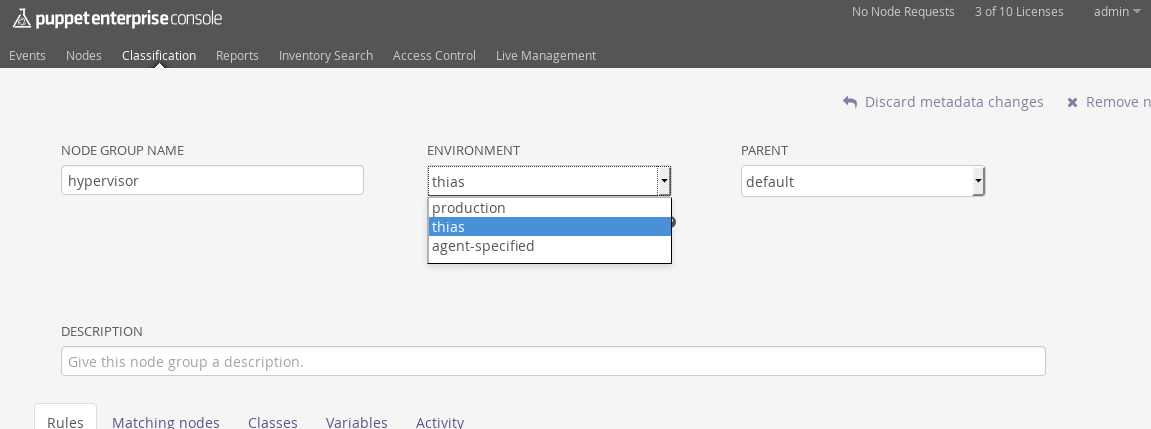 puppet enterprise console
No Node Requests 3 of 10 Licenses admin
Events Nodes Classification Reports Inventory Search Access Control Live Management
Discard metadata changes Remove n
NODE GROUP NAME ENVIRONMENT PARENT
hypervisor thias default
production
thias
agent-specified
DESCRIPTION
Give this node group a description.
Rules Matching nodes Classes Variables Activity